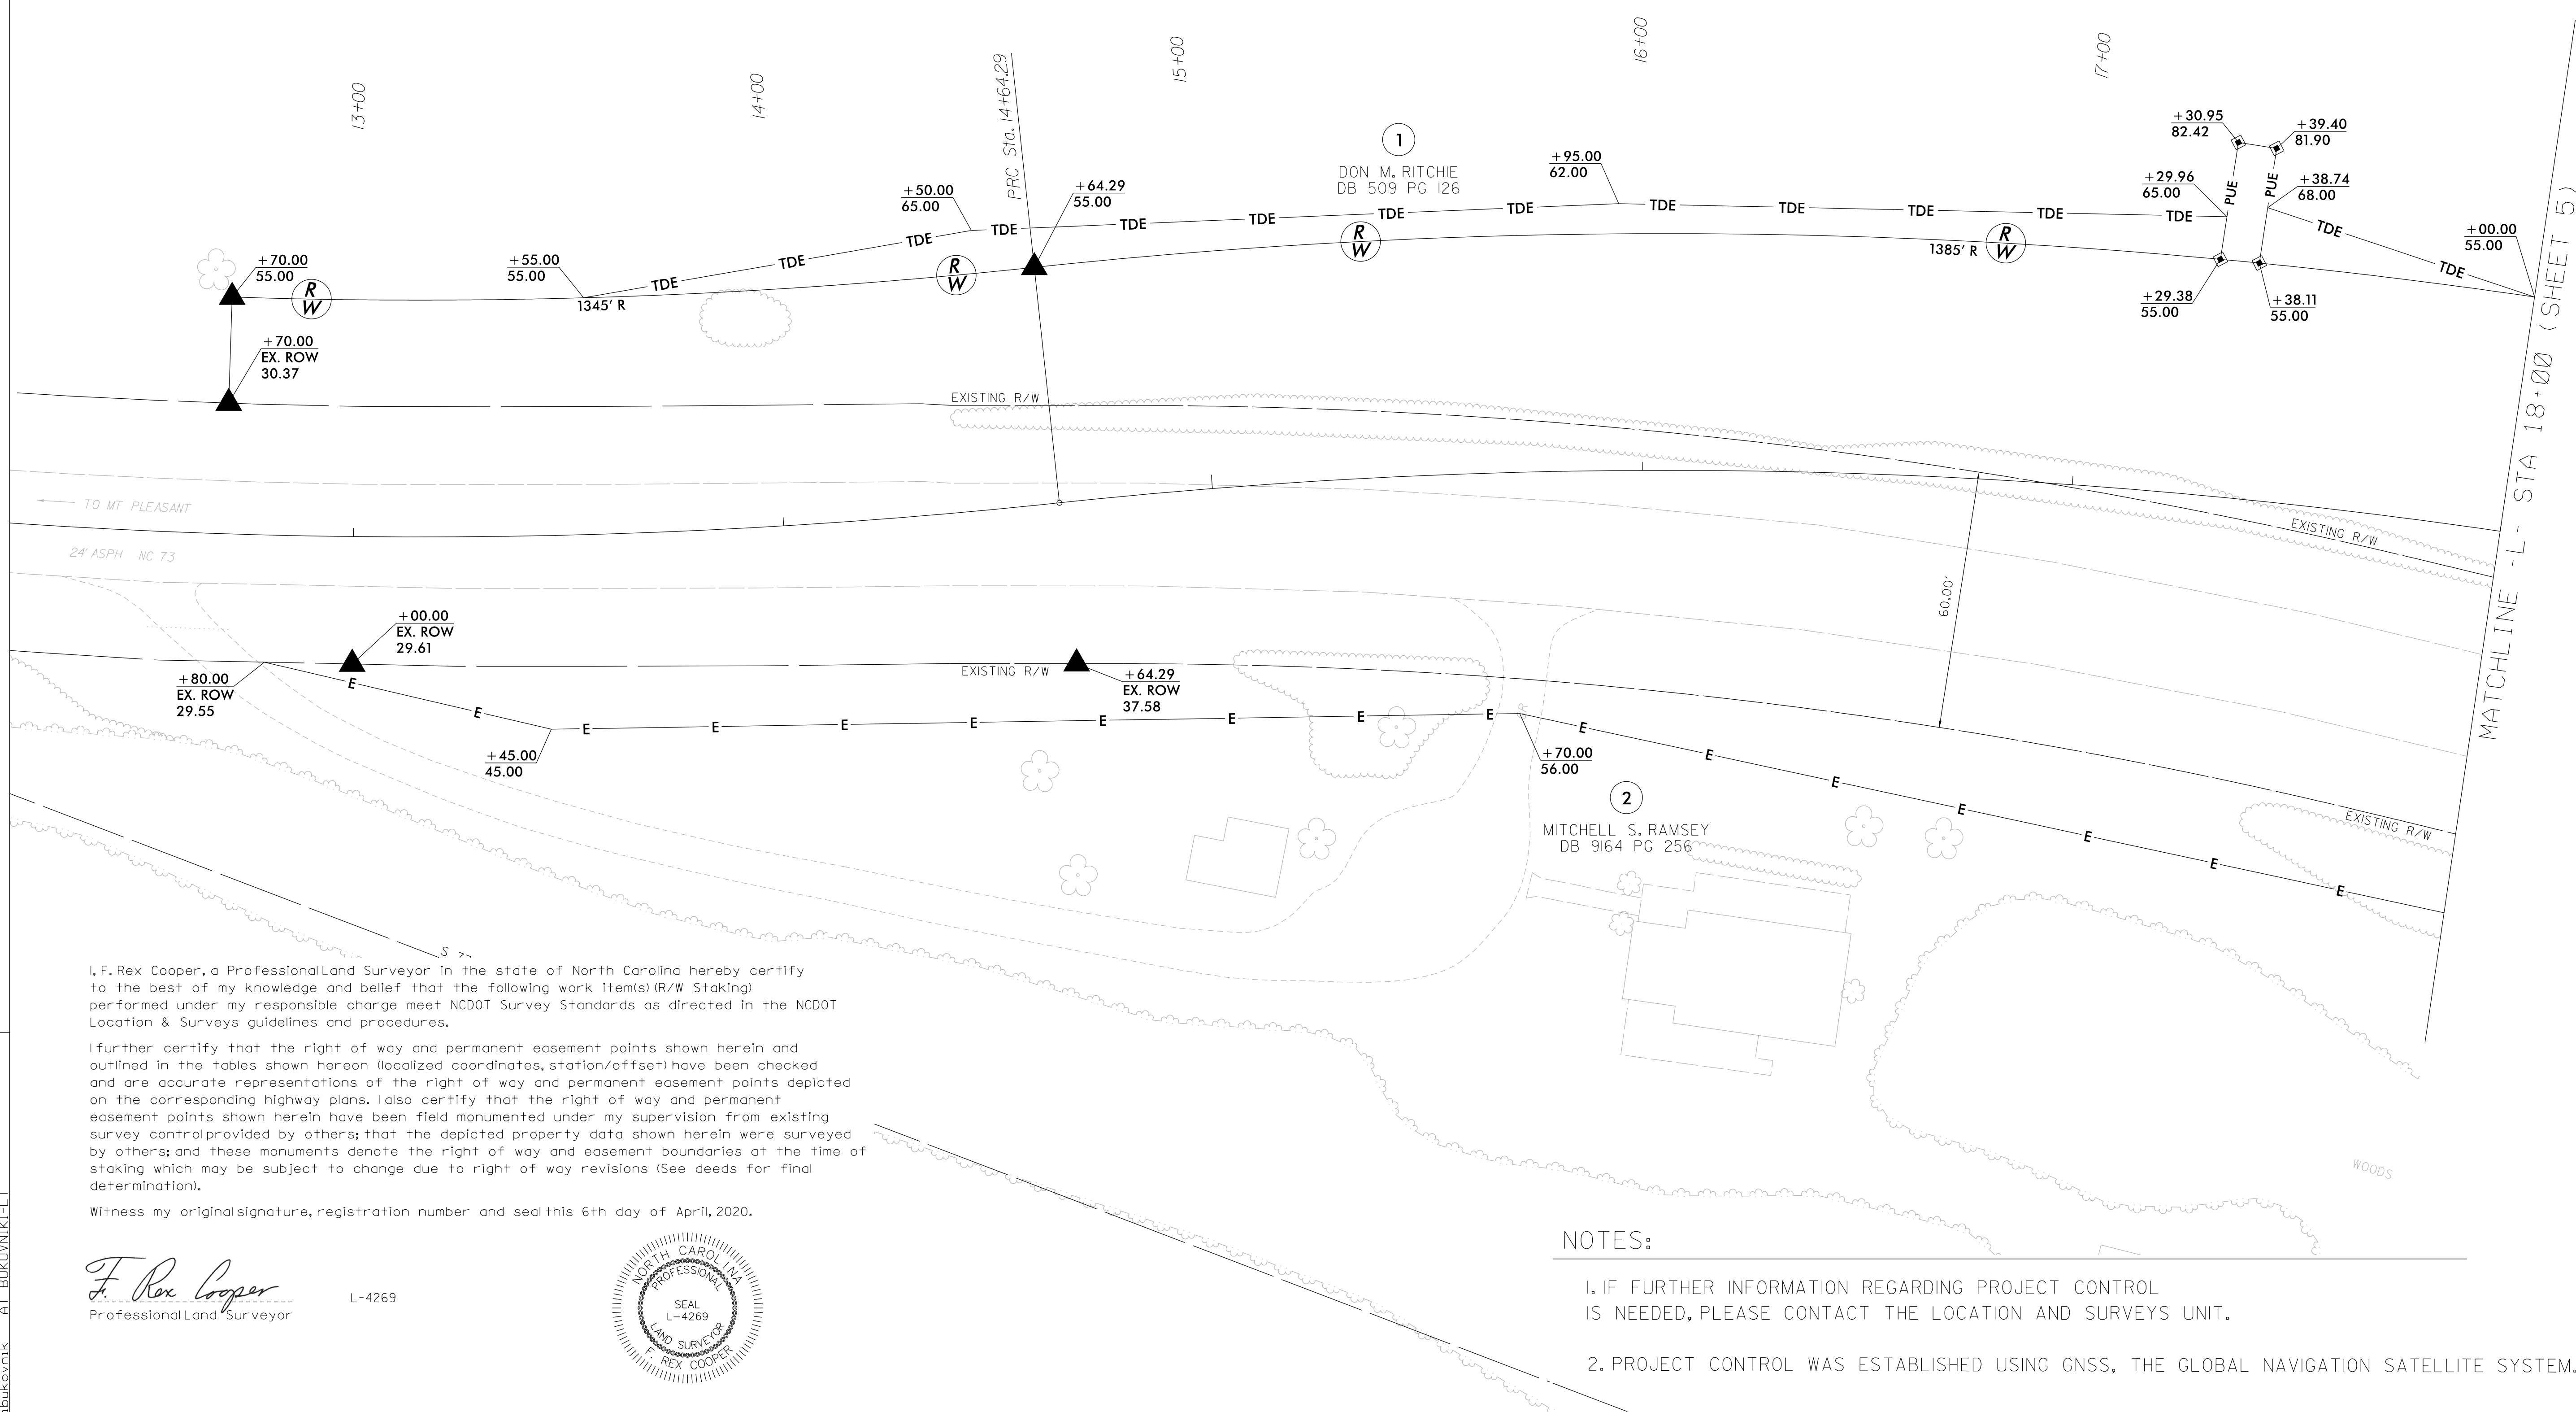 13+00
14+00
PRC Sta. 14+64.29
15+00
16+00
17+00
1
DON M. RITCHIE
DB 509 PG 126
+70.00
55.00
R
W
+55.00
55.00
1345' R
TDE
TDE
TDE
+50.00
65.00
R
W
+64.29
55.00
TDE
TDE
TDE
TDE
TDE
R
W
+95.00
62.00
TDE
TDE
TDE
TDE
TDE
1385' R
R
W
+30.95
82.42
+39.40
81.90
+29.96
65.00
PUE
PUE
+38.74
68.00
TDE
TDE
+00.00
55.00
+29.38
55.00
+38.11
55.00
+70.00
EX. ROW
30.37
EXISTING R/W
EXISTING R/W
MATCHLINE -L- STA 18+00 (SHEET 5)
TO MT PLEASANT
24' ASPH NC 73
60.00'
+00.00
EX. ROW
29.61
+80.00
EX. ROW
29.55
E
E
+45.00
45.00
E
E
E
E
E
E
E
E
EXISTING R/W
+64.29
EX. ROW
37.58
+70.00
56.00
E
E
E
E
E
E
E
EXISTING R/W
2
MITCHELL S. RAMSEY
DB 9164 PG 256
WOODS
I, F. Rex Cooper, a Professional Land Surveyor in the state of North Carolina hereby certify
to the best of my knowledge and belief that the following work item(s) (R/W Staking)
performed under my responsible charge meet NCDOT Survey Standards as directed in the NCDOT
Location & Surveys guidelines and procedures.
I further certify that the right of way and permanent easement points shown herein and
outlined in the tables shown hereon (localized coordinates, station/offset) have been checked
and are accurate representations of the right of way and permanent easement points depicted
on the corresponding highway plans. I also certify that the right of way and permanent
easement points shown herein have been field monumented under my supervision from existing
survey control provided by others; that the depicted property data shown herein were surveyed
by others; and these monuments denote the right of way and easement boundaries at the time of
staking which may be subject to change due to right of way revisions (See deeds for final
determination).
Witness my original signature, registration number and seal this 6th day of April, 2020.
F. Rex Cooper
Professional Land Surveyor
L-4269
NORTH CAROLINA
PROFESSIONAL
SEAL
L-4269
LAND SURVEYOR
F. REX COOPER
NOTES:
1. IF FURTHER INFORMATION REGARDING PROJECT CONTROL
IS NEEDED, PLEASE CONTACT THE LOCATION AND SURVEYS UNIT.
2. PROJECT CONTROL WAS ESTABLISHED USING GNSS, THE GLOBAL NAVIGATION SATELLITE SYSTEM.